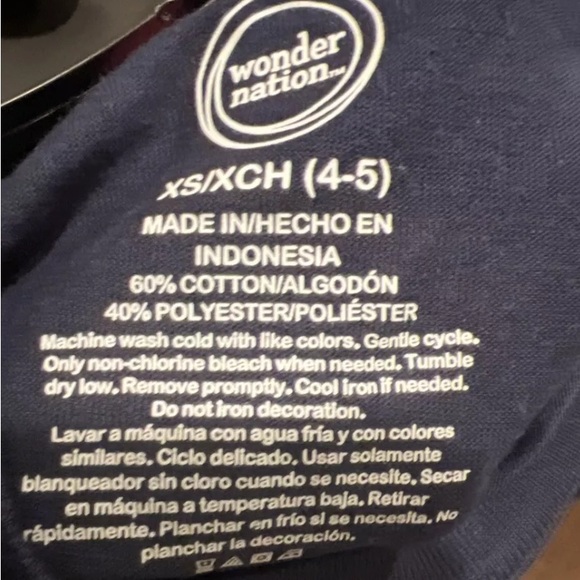 wonder
nation™
XS/XCH (4-5)
MADE IN/HECHO EN
INDONESIA
60% COTTON/ALGODÓN
40% POLYESTER/POLIÉSTER
Machine wash cold with like colors. Gentle cycle.
Only non-chlorine bleach when needed. Tumble
dry low. Remove promptly. Cool iron if needed.
Do not iron decoration.
Lavar a máquina con agua fría y con colores
similares. Ciclo delicado. Usar solamente
blanqueador sin cloro cuando se necesite. Secar
en máquina a temperatura baja. Retirar
rápidamente. Planchar en frío si se necesita. No
planchar la decoración.